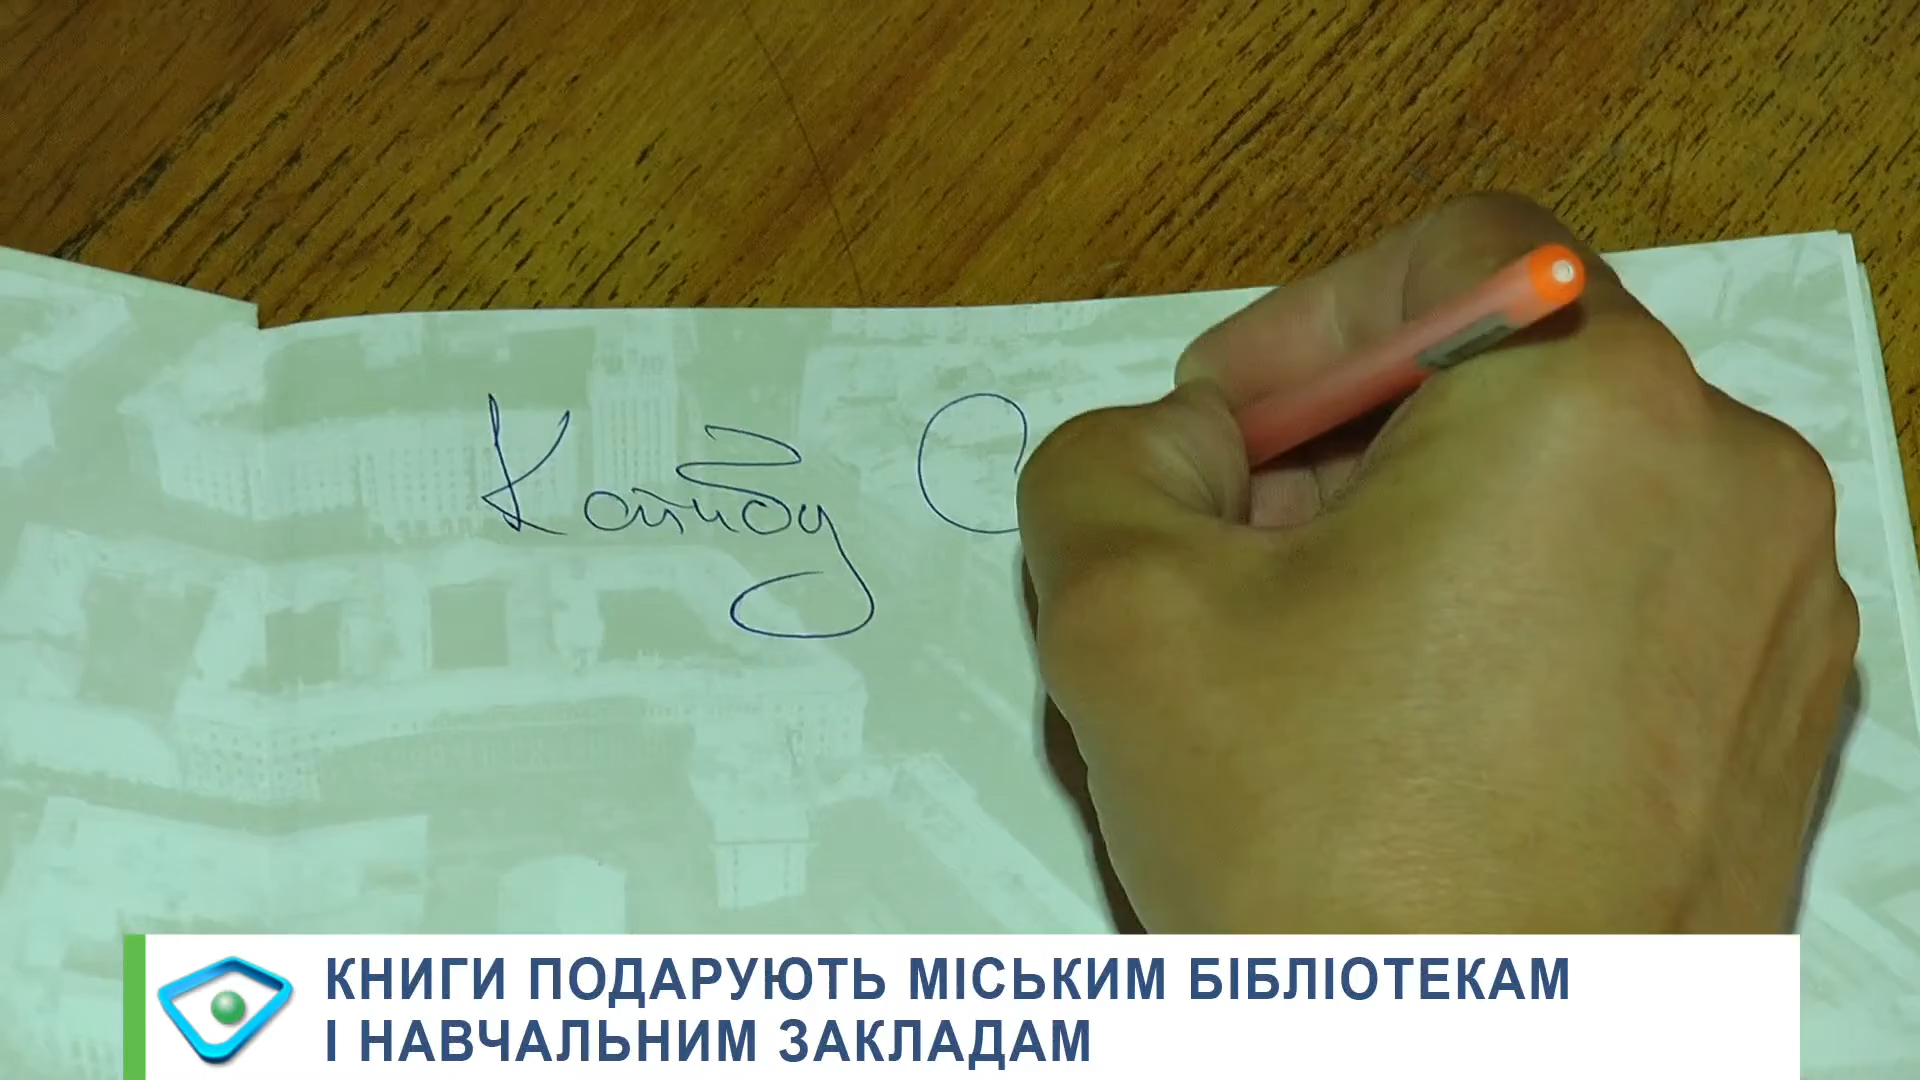 КНИГИ ПОДАРУЮТЬ МІСЬКИМ БІБЛІОТЕКАМ
І НАВЧАЛЬНИМ ЗАКЛАДАМ